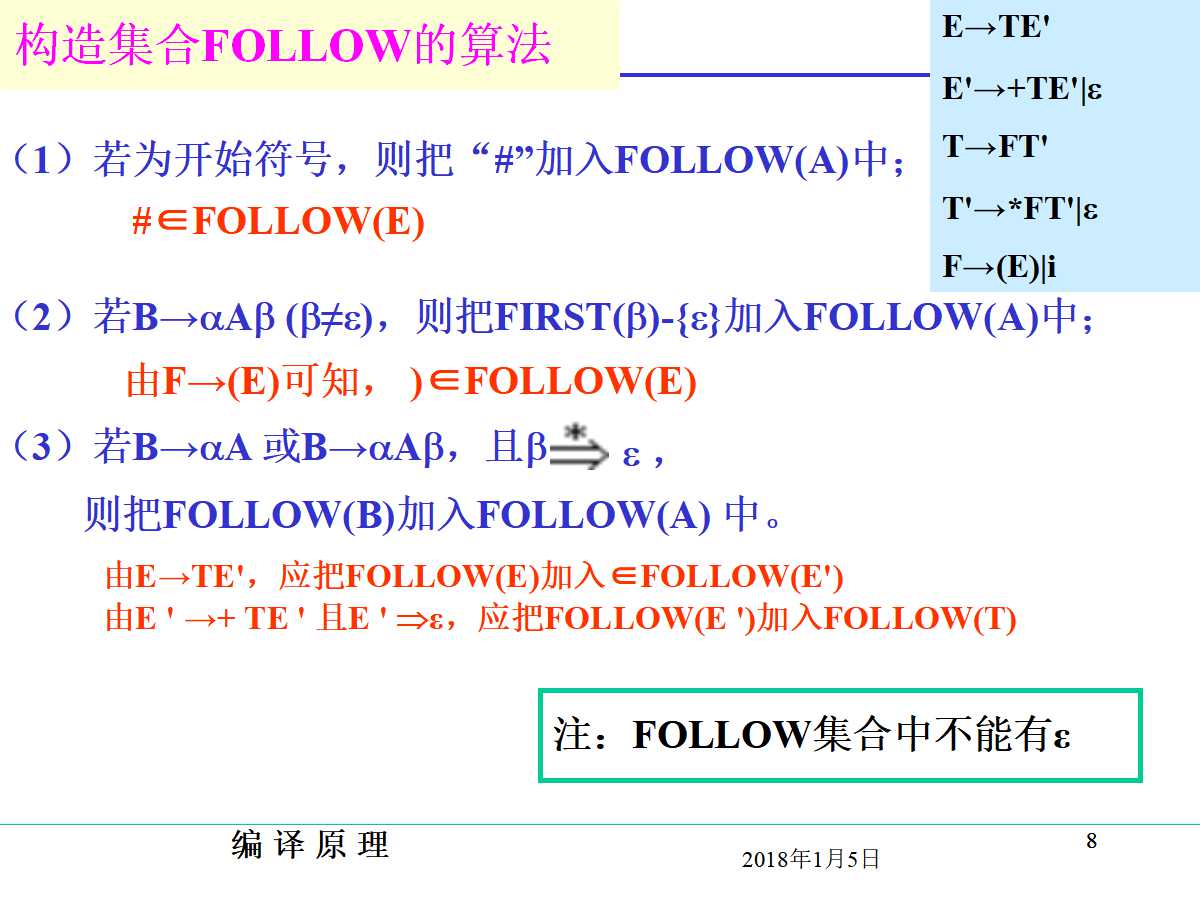 构造集合FOLLOW的算法
E→TE'
E'→+TE'|ε
T→FT'
T'→*FT'|ε
F→(E)|i
（1）若为开始符号，则把“#”加入FOLLOW(A)中；
#∈FOLLOW(E)
（2）若B→αAβ (β≠ε)，则把FIRST(β)-{ε}加入FOLLOW(A)中；
由F→(E)可知， )∈FOLLOW(E)
（3）若B→αA 或B→αAβ，且β⇒* ε ，
则把FOLLOW(B)加入FOLLOW(A) 中。
由E→TE'，应把FOLLOW(E)加入∈FOLLOW(E')
由E ' →+ TE ' 且E ' ⇒ε，应把FOLLOW(E ')加入FOLLOW(T)
注：FOLLOW集合中不能有ε
编 译 原 理
2018年1月5日
8